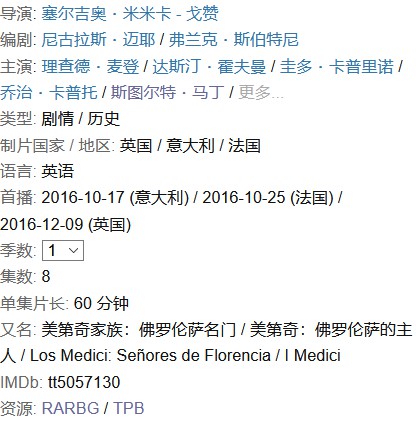 导演: 塞尔吉奥·米米卡-戈赞
编剧: 尼古拉斯·迈耶 / 弗兰克·斯伯特尼
主演: 理查德·麦登 / 达斯汀·霍夫曼 / 圭多·卡普里诺 /
乔治·卡普托 / 斯图尔特·马丁 / 更多...
类型: 剧情 / 历史
制片国家 / 地区: 英国 / 意大利 / 法国
语言: 英语
首播: 2016-10-17 (意大利) / 2016-10-25 (法国) /
2016-12-09 (英国)
季数: 1
集数: 8
单集片长: 60 分钟
又名: 美第奇家族：佛罗伦萨名门 / 美第奇：佛罗伦萨的主
人 / Los Medici: Señores de Florencia / I Medici
IMDb: tt5057130
资源: RARBG / TPB